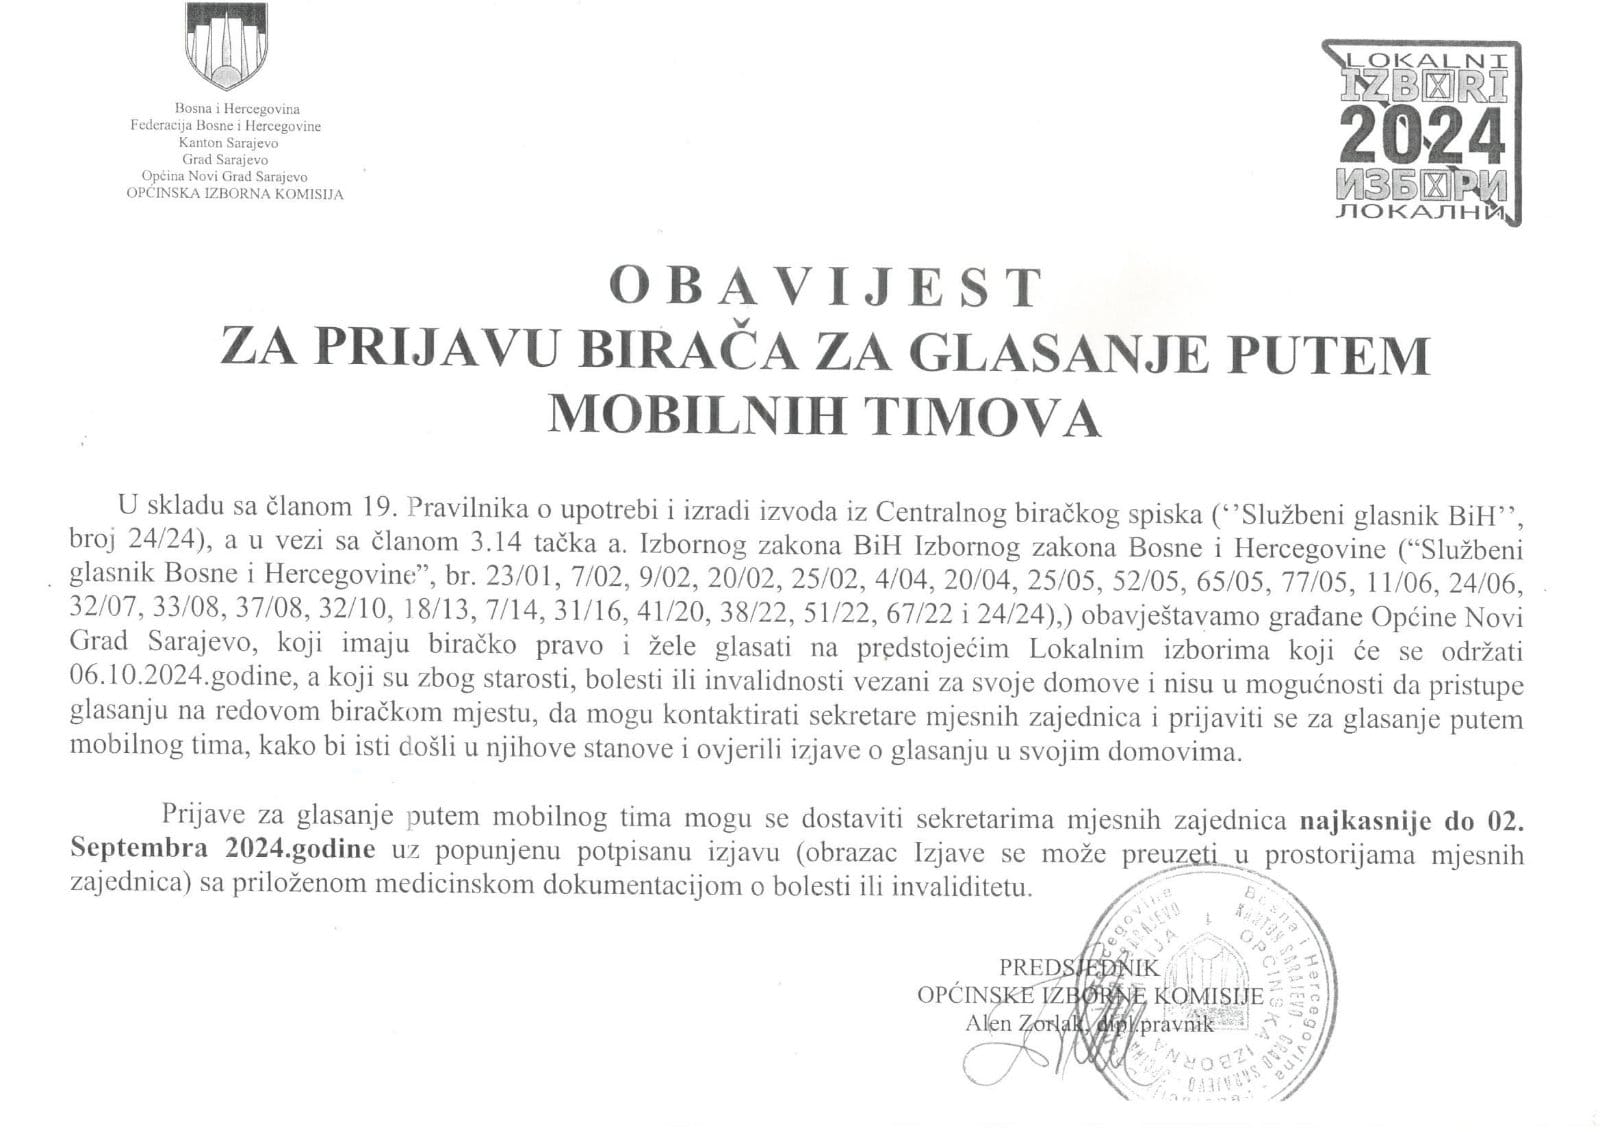 Bosna i Hercegovina
Federacija Bosne i Hercegovine
Kanton Sarajevo
Grad Sarajevo
Općina Novi Grad Sarajevo
OPĆINSKA IZBORNA KOMISIJA
LOKALNI
IZBORI
2024
ИЗБОРИ
ЛОКАЛНИ
OBAVIJEST
ZA PRIJAVU BIRAČA ZA GLASANJE PUTEM
MOBILNIH TIMOVA
U skladu sa članom 19. Pravilnika o upotrebi i izradi izvoda iz Centralnog biračkog spiska (‘’Službeni glasnik BiH’’,
broj 24/24), a u vezi sa članom 3.14 tačka a. Izbornog zakona BiH Izbornog zakona Bosne i Hercegovine (“Službeni
glasnik Bosne i Hercegovine”, br. 23/01, 7/02, 9/02, 20/02, 25/02, 4/04, 20/04, 25/05, 52/05, 65/05, 77/05, 11/06, 24/06,
32/07, 33/08, 37/08, 32/10, 18/13, 7/14, 31/16, 41/20, 38/22, 51/22, 67/22 i 24/24),) obavještavamo građane Općine Novi
Grad Sarajevo, koji imaju biračko pravo i žele glasati na predstojećim Lokalnim izborima koji će se održati
06.10.2024.godine, a koji su zbog starosti, bolesti ili invalidnosti vezani za svoje domove i nisu u mogućnosti da pristupe
glasanju na redovom biračkom mjestu, da mogu kontaktirati sekretare mjesnih zajednica i prijaviti se za glasanje putem
mobilnog tima, kako bi isti došli u njihove stanove i ovjerili izjave o glasanju u svojim domovima.
Prijave za glasanje putem mobilnog tima mogu se dostaviti sekretarima mjesnih zajednica najkasnije do 02.
Septembra 2024.godine uz popunjenu potpisanu izjavu (obrazac Izjave se može preuzeti u prostorijama mjesnih
zajednica) sa priloženom medicinskom dokumentacijom o bolesti ili invaliditetu.
PREDSJEDNIK
OPĆINSKE IZBORNE KOMISIJE
Alen Zorlak, dipl.pravnik
Bosna i Hercegovina
KANTON SARAJEVO - GRAD SARAJEVO
OPĆINSKA IZBORNA